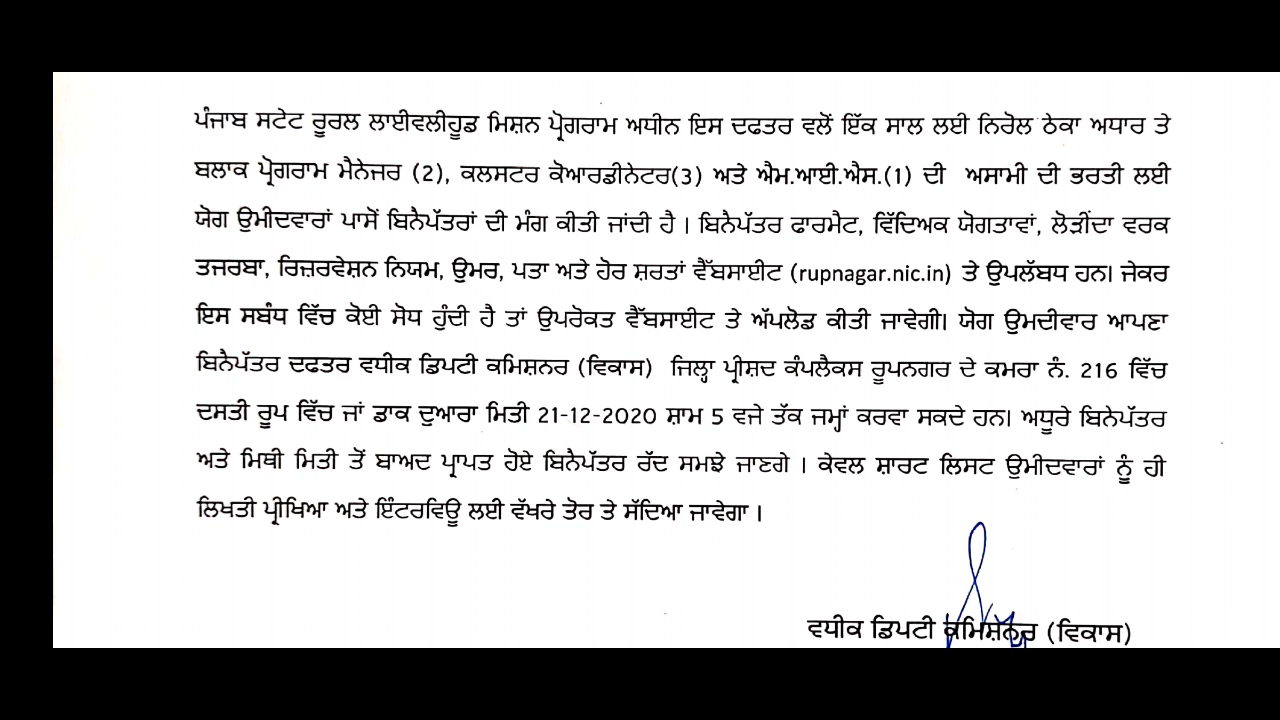 ਪੰਜਾਬ ਸਟੇਟ ਰੂਰਲ ਲਾਈਵਲੀਹੂਡ ਮਿਸ਼ਨ ਪ੍ਰੋਗਰਾਮ ਅਧੀਨ ਇਸ ਦਫਤਰ ਵਲੋਂ ਇੱਕ ਸਾਲ ਲਈ ਨਿਰੋਲ ਠੇਕਾ ਅਧਾਰ ਤੇ
ਬਲਾਕ ਪ੍ਰੋਗਰਾਮ ਮੈਨੇਜਰ (2), ਕਲਸਟਰ ਕੋਆਰਡੀਨੇਟਰ(3) ਅਤੇ ਐਮ.ਆਈ.ਐਸ.(1) ਦੀ ਅਸਾਮੀ ਦੀ ਭਰਤੀ ਲਈ
ਯੋਗ ਉਮੀਦਵਾਰਾਂ ਪਾਸੋਂ ਬਿਨੈਪੱਤਰਾਂ ਦੀ ਮੰਗ ਕੀਤੀ ਜਾਂਦੀ ਹੈ। ਬਿਨੈਪੱਤਰ ਫਾਰਮੈਟ, ਵਿੱਦਿਅਕ ਯੋਗਤਾਵਾਂ, ਲੋੜੀਂਦਾ ਵਰਕ
ਤਜਰਬਾ, ਰਿਜ਼ਰਵੇਸ਼ਨ ਨਿਯਮ, ਉਮਰ, ਪਤਾ ਅਤੇ ਹੋਰ ਸ਼ਰਤਾਂ ਵੈੱਬਸਾਈਟ (rupnagar.nic.in) ਤੇ ਉਪਲੱਬਧ ਹਨ। ਜੇਕਰ
ਇਸ ਸਬੰਧ ਵਿੱਚ ਕੋਈ ਸੋਧ ਹੁੰਦੀ ਹੈ ਤਾਂ ਉਪਰੋਕਤ ਵੈੱਬਸਾਈਟ ਤੇ ਅੱਪਲੋਡ ਕੀਤੀ ਜਾਵੇਗੀ। ਯੋਗ ਉਮਦੀਵਾਰ ਆਪਣਾ
ਬਿਨੈਪੱਤਰ ਦਫਤਰ ਵਧੀਕ ਡਿਪਟੀ ਕਮਿਸ਼ਨਰ (ਵਿਕਾਸ) ਜਿਲ੍ਹਾ ਪ੍ਰੀਸ਼ਦ ਕੰਪਲੈਕਸ ਰੂਪਨਗਰ ਦੇ ਕਮਰਾ ਨੰ. 216 ਵਿੱਚ
ਦਸਤੀ ਰੂਪ ਵਿੱਚ ਜਾਂ ਡਾਕ ਦੁਆਰਾ ਮਿਤੀ 21-12-2020 ਸ਼ਾਮ 5 ਵਜੇ ਤੱਕ ਜਮ੍ਹਾਂ ਕਰਵਾ ਸਕਦੇ ਹਨ। ਅਧੂਰੇ ਬਿਨੇਪੱਤਰ
ਅਤੇ ਮਿਥੀ ਮਿਤੀ ਤੋਂ ਬਾਅਦ ਪ੍ਰਾਪਤ ਹੋਏ ਬਿਨੈਪੱਤਰ ਰੱਦ ਸਮਝੇ ਜਾਣਗੇ । ਕੇਵਲ ਸ਼ਾਰਟ ਲਿਸਟ ਉਮੀਦਵਾਰਾਂ ਨੂੰ ਹੀ
ਲਿਖਤੀ ਪ੍ਰੀਖਿਆ ਅਤੇ ਇੰਟਰਵਿਊ ਲਈ ਵੱਖਰੇ ਤੋਰ ਤੇ ਸੱਦਿਆ ਜਾਵੇਗਾ ।
ਵਧੀਕ ਡਿਪਟੀ ਕਮਿਸ਼ਨਰ (ਵਿਕਾਸ)